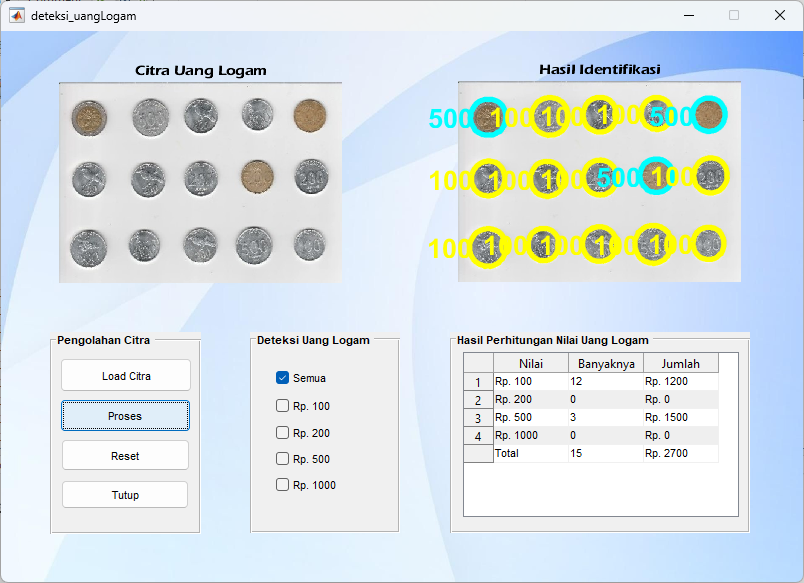 deteksi_uangLogam
Citra Uang Logam
Hasil Identifikasi
500 100 100 100 500
100 100 100 500 100
100 100 100 100 100
Pengolahan Citra
Load Citra
Proses
Reset
Tutup
Deteksi Uang Logam
Semua
Rp. 100
Rp. 200
Rp. 500
Rp. 1000
Hasil Perhitungan Nilai Uang Logam
Nilai Banyaknya Jumlah
1 Rp. 100 12 Rp. 1200
2 Rp. 200 0 Rp. 0
3 Rp. 500 3 Rp. 1500
4 Rp. 1000 0 Rp. 0
Total 15 Rp. 2700